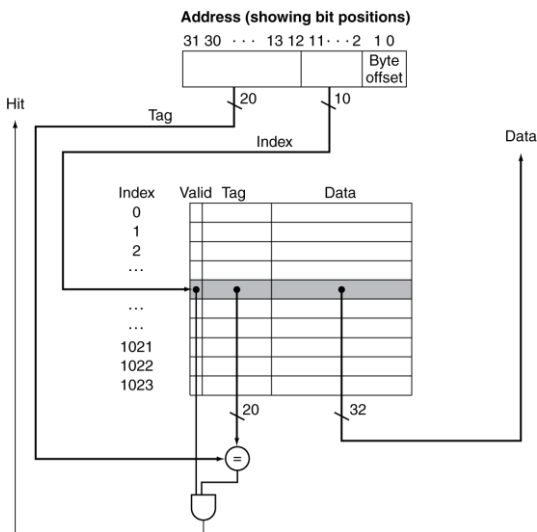 Address (showing bit positions)
31 30 ··· 13 12 11···2 1 0
Byte
offset
Hit
20
10
Tag
Index
Data
Index Valid Tag Data
0
1
2
···
···
···
1021
1022
1023
20
32
=